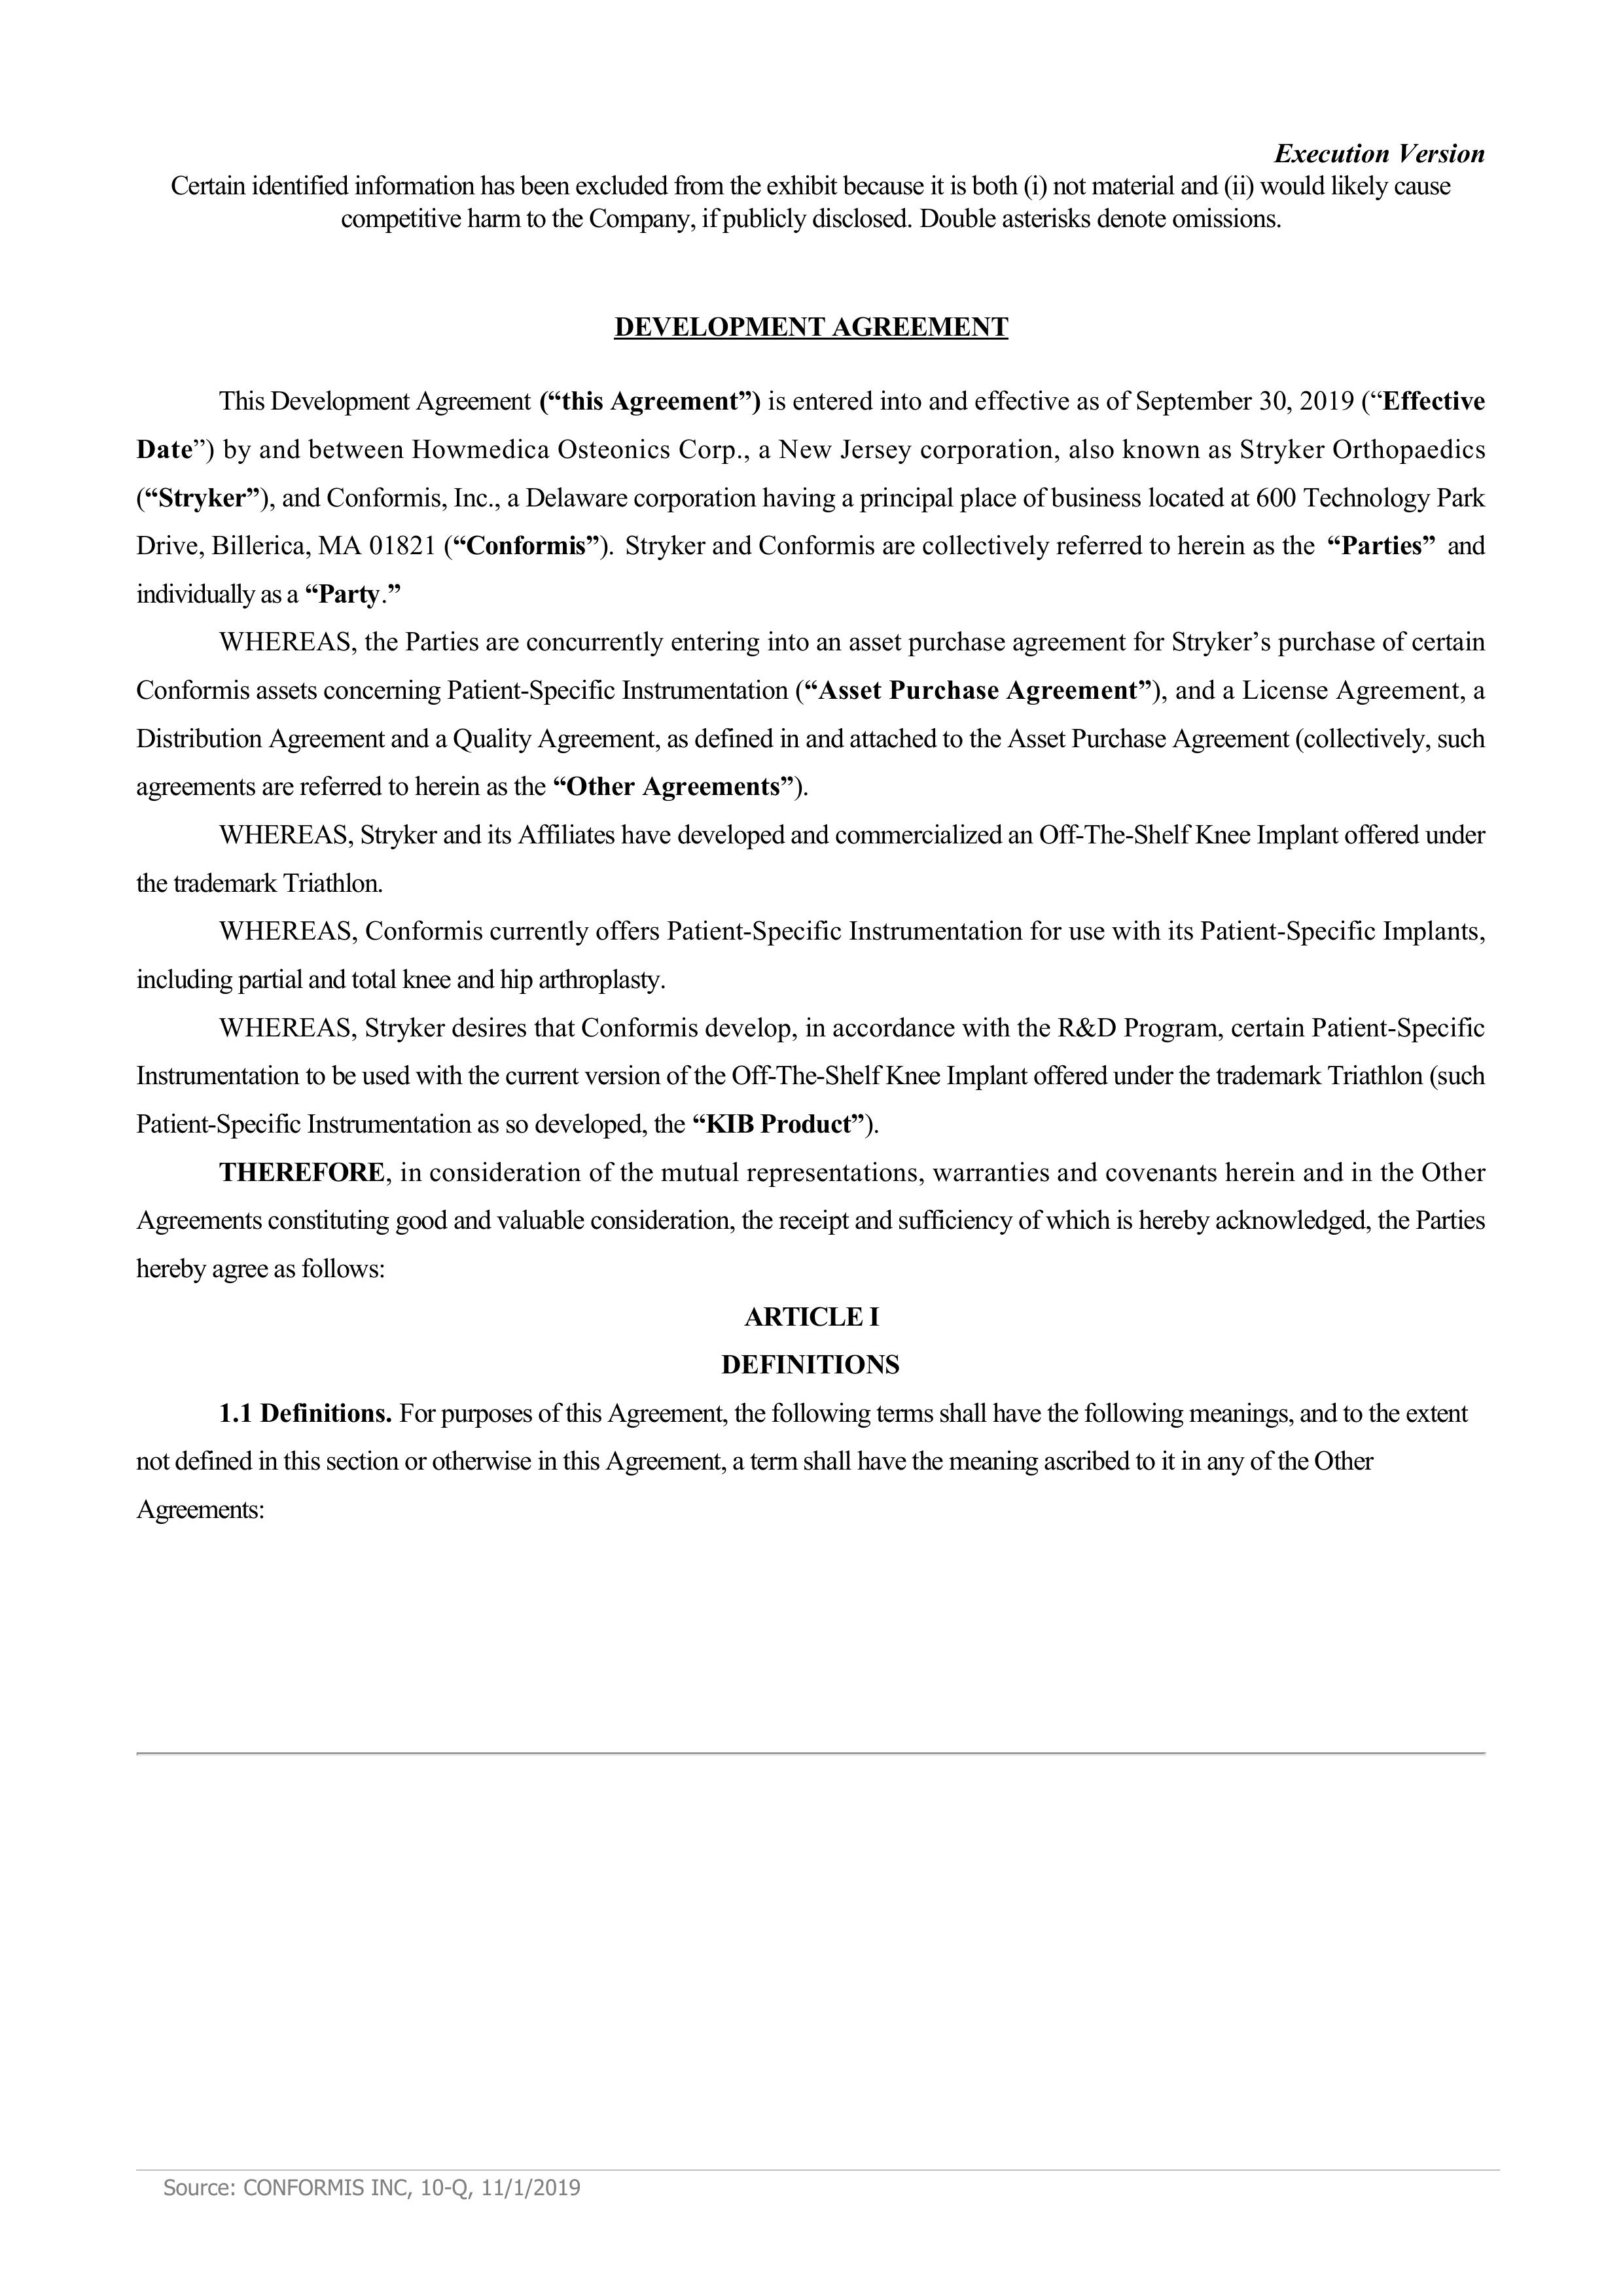 Execution Version
Certain identified information has been excluded from the exhibit because it is both (i) not material and (ii) would likely cause
competitive harm to the Company, if publicly disclosed. Double asterisks denote omissions.
DEVELOPMENT AGREEMENT
This Development Agreement (“this Agreement”) is entered into and effective as of September 30, 2019 (“Effective
Date”) by and between Howmedica Osteonics Corp., a New Jersey corporation, also known as Stryker Orthopaedics
(“Stryker”), and Conformis, Inc., a Delaware corporation having a principal place of business located at 600 Technology Park
Drive, Billerica, MA 01821 (“Conformis”). Stryker and Conformis are collectively referred to herein as the “Parties” and
individually as a “Party.”
WHEREAS, the Parties are concurrently entering into an asset purchase agreement for Stryker’s purchase of certain
Conformis assets concerning Patient-Specific Instrumentation (“Asset Purchase Agreement”), and a License Agreement, a
Distribution Agreement and a Quality Agreement, as defined in and attached to the Asset Purchase Agreement (collectively, such
agreements are referred to herein as the “Other Agreements”).
WHEREAS, Stryker and its Affiliates have developed and commercialized an Off-The-Shelf Knee Implant offered under
the trademark Triathlon.
WHEREAS, Conformis currently offers Patient-Specific Instrumentation for use with its Patient-Specific Implants,
including partial and total knee and hip arthroplasty.
WHEREAS, Stryker desires that Conformis develop, in accordance with the R&D Program, certain Patient-Specific
Instrumentation to be used with the current version of the Off-The-Shelf Knee Implant offered under the trademark Triathlon (such
Patient-Specific Instrumentation as so developed, the “KIB Product”).
THEREFORE, in consideration of the mutual representations, warranties and covenants herein and in the Other
Agreements constituting good and valuable consideration, the receipt and sufficiency of which is hereby acknowledged, the Parties
hereby agree as follows:
ARTICLE I
DEFINITIONS
1.1 Definitions. For purposes of this Agreement, the following terms shall have the following meanings, and to the extent
not defined in this section or otherwise in this Agreement, a term shall have the meaning ascribed to it in any of the Other
Agreements:
Source: CONFORMIS INC, 10-Q, 11/1/2019